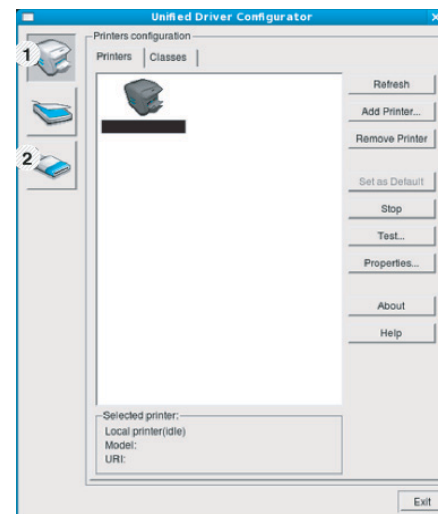 Unified Driver Configurator
Printers configuration
1
Printers
Classes
Refresh
Add Printer...
Remove Printer
2
Set as Default
Stop
Test...
Properties...
About
Help
Selected printer:
Local printer(idle)
Model:
URI:
Exit